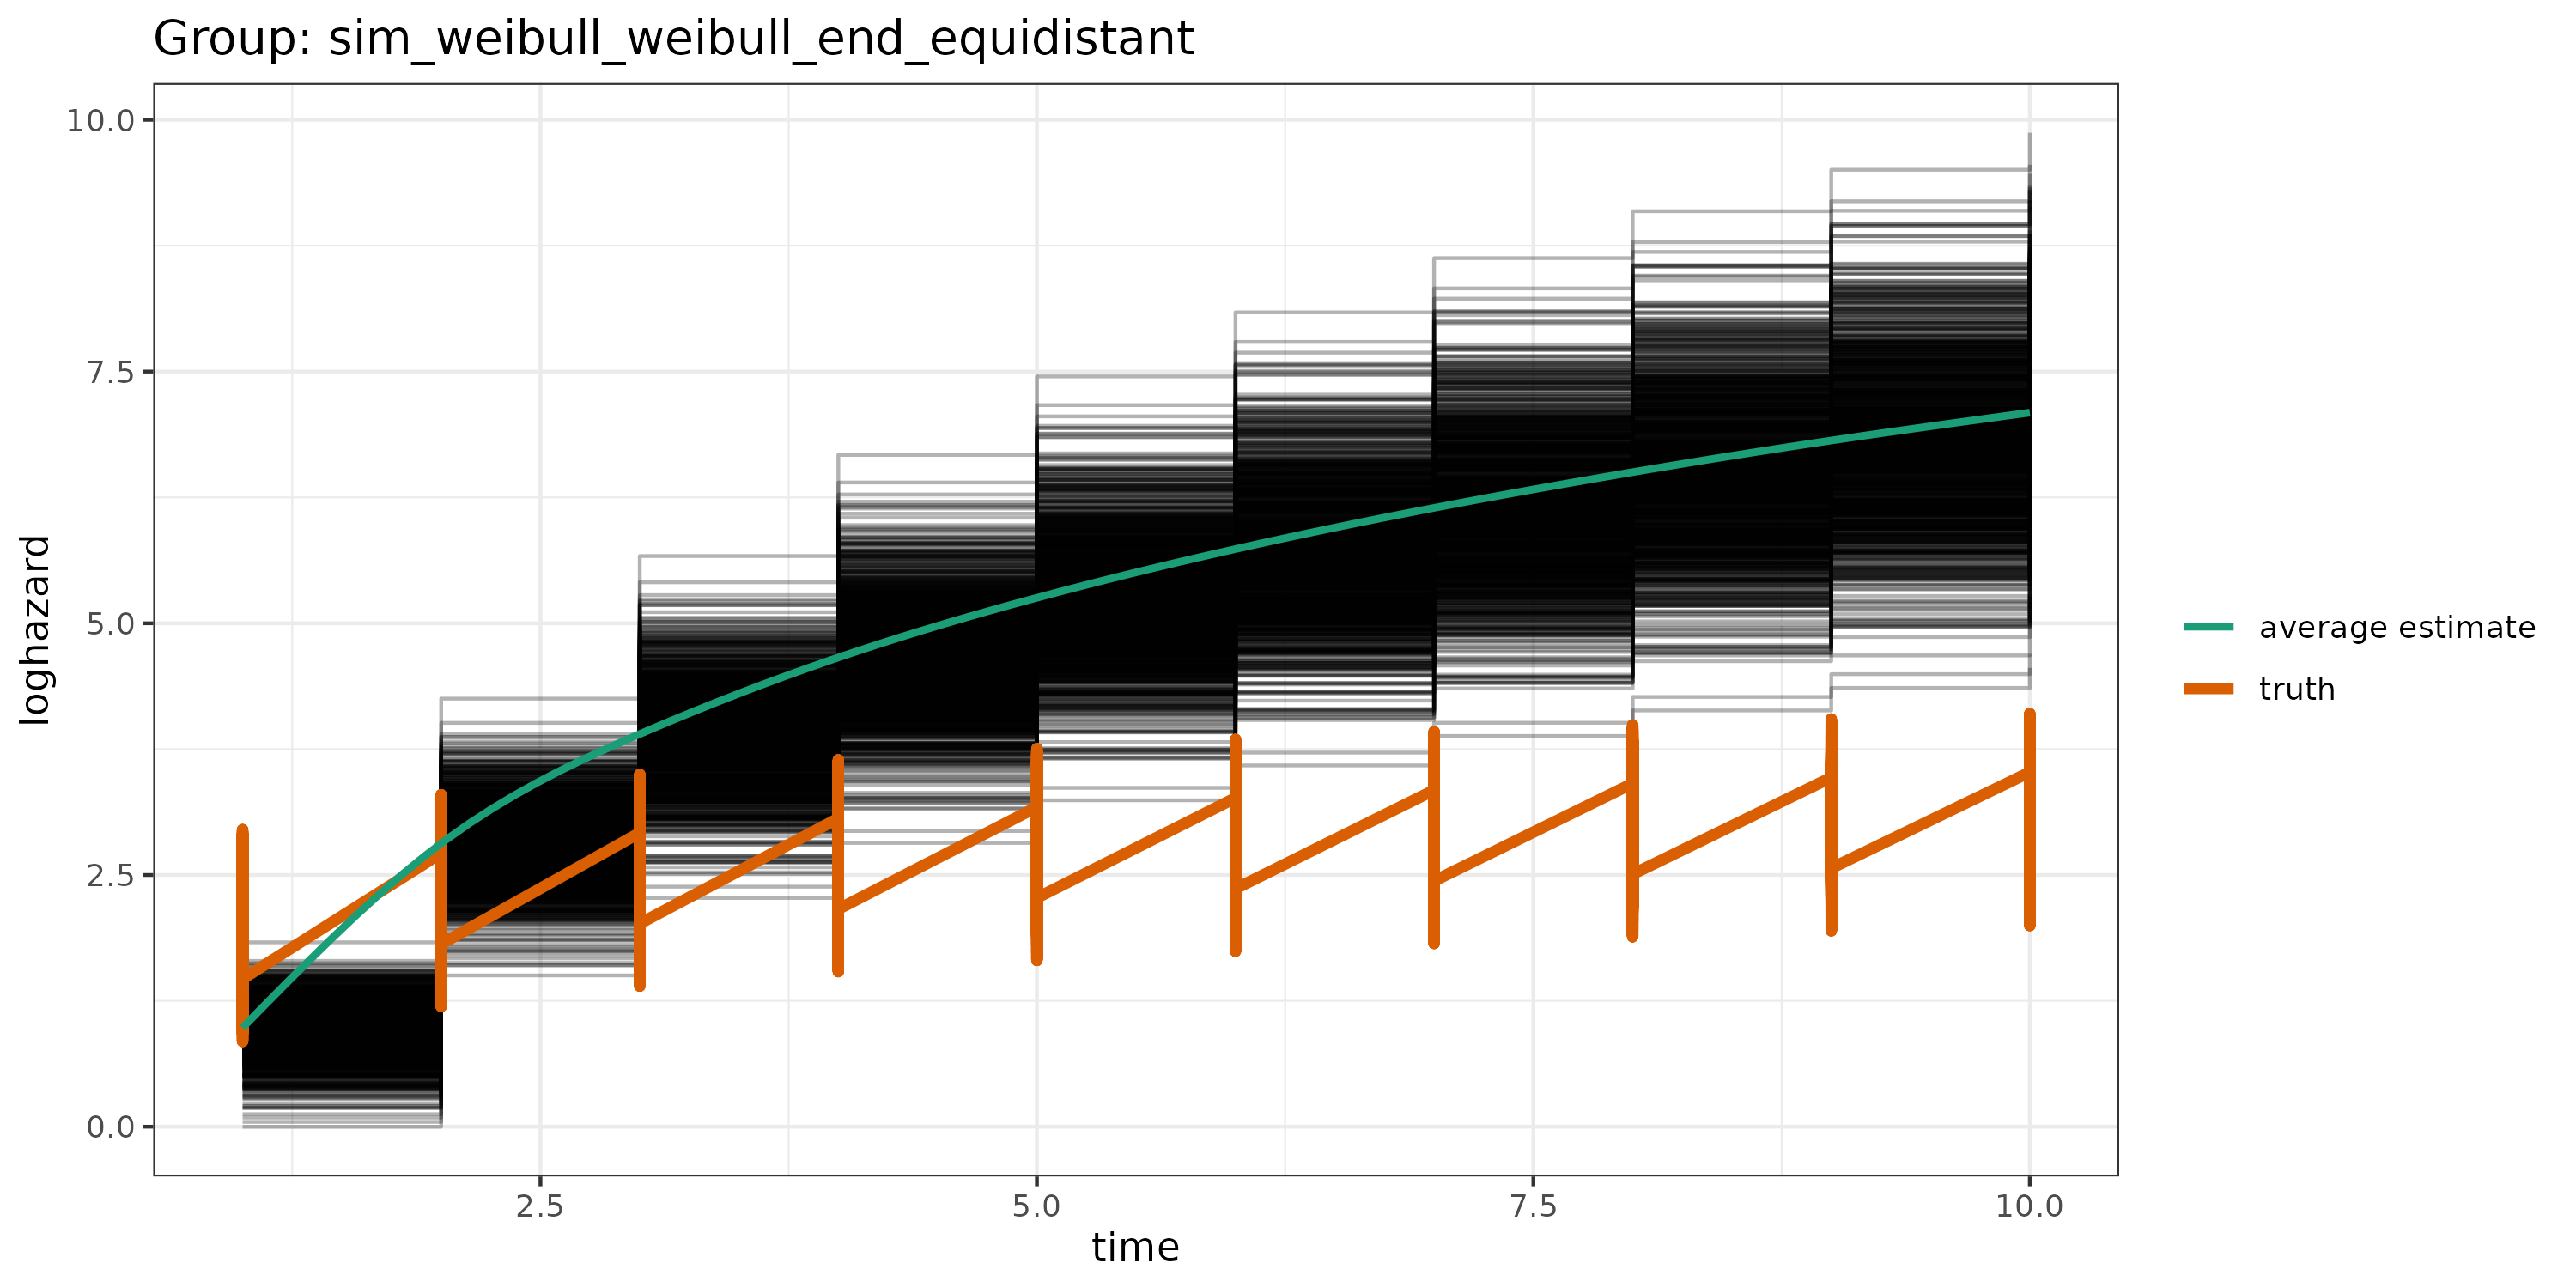 Group: sim_weibull_weibull_end_equidistant
10.0
7.5
5.0
2.5
0.0
loghazard
2.5
5.0
7.5
10.0
time
average estimate
truth